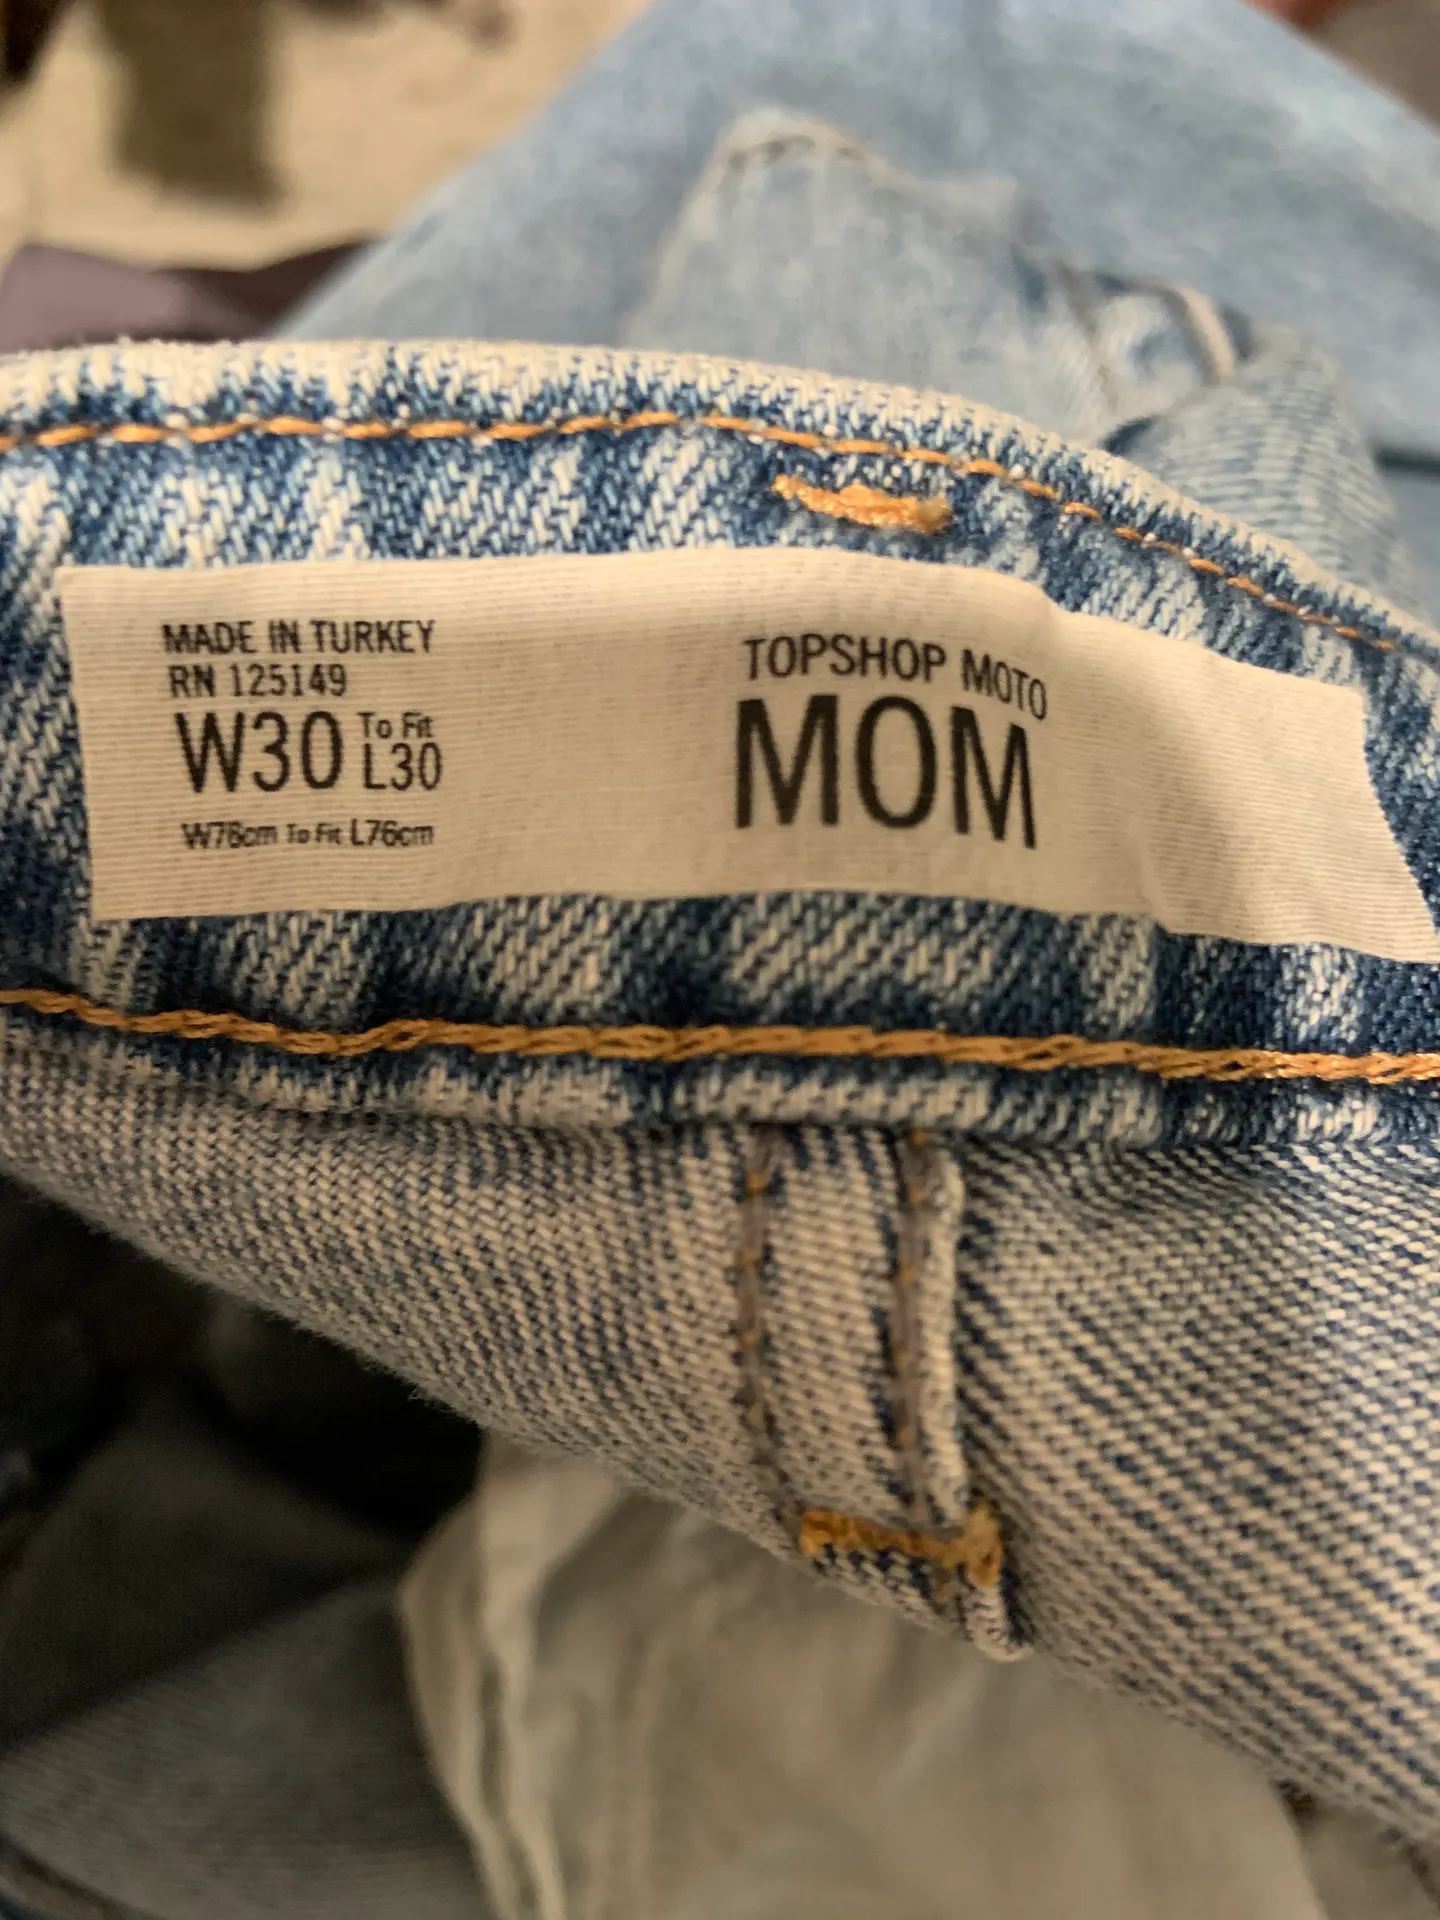 MADE IN TURKEY
RN 125149
W30 To Fit L30
W76cm To Fit L76cm
TOPSHOP MOTO
MOM